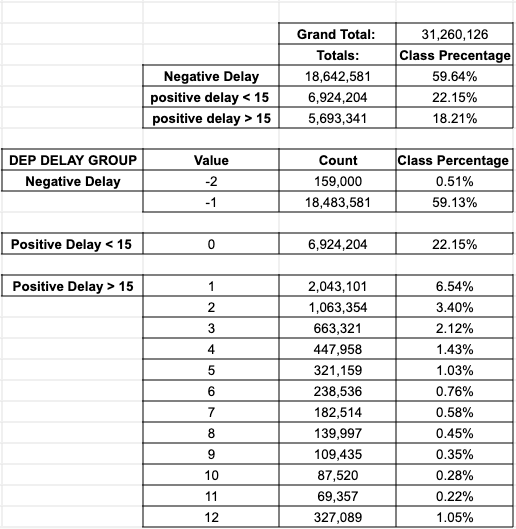 Grand Total: 31,260,126
Totals: Class Precentage
Negative Delay 18,642,581 59.64%
positive delay < 15 6,924,204 22.15%
positive delay > 15 5,693,341 18.21%
DEP DELAY GROUP Value Count Class Percentage
Negative Delay -2 159,000 0.51%
-1 18,483,581 59.13%
Positive Delay < 15 0 6,924,204 22.15%
Positive Delay > 15 1 2,043,101 6.54%
2 1,063,354 3.40%
3 663,321 2.12%
4 447,958 1.43%
5 321,159 1.03%
6 238,536 0.76%
7 182,514 0.58%
8 139,997 0.45%
9 109,435 0.35%
10 87,520 0.28%
11 69,357 0.22%
12 327,089 1.05%